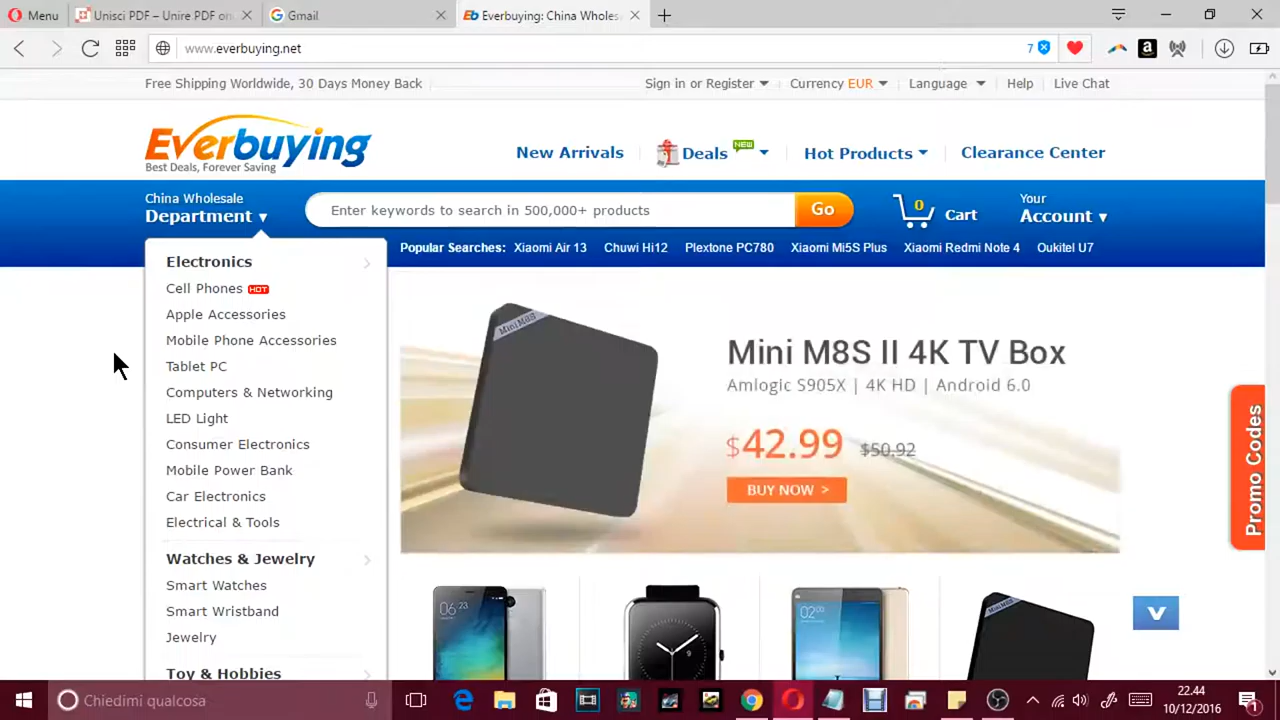 Menu
Unisci PDF – Unire PDF on
Gmail
Everbuying: China Wholes
www.everbuying.net
7
Free Shipping Worldwide, 30 Days Money Back
Sign in or Register
Currency EUR
Language
Help
Live Chat
Everbuying
Best Deals, Forever Saving
New Arrivals
Deals
NEW
Hot Products
Clearance Center
China Wholesale
Department
Enter keywords to search in 500,000+ products
Go
0
Cart
Your
Account
Popular Searches: Xiaomi Air 13 Chuwi Hi12 Plextone PC780 Xiaomi Mi5S Plus Xiaomi Redmi Note 4 Oukitel U7
Electronics
Cell Phones HOT
Apple Accessories
Mobile Phone Accessories
Tablet PC
Computers & Networking
LED Light
Consumer Electronics
Mobile Power Bank
Car Electronics
Electrical & Tools
Watches & Jewelry
Smart Watches
Smart Wristband
Jewelry
Toy & Hobbies
MiniM8S
Mini M8S II 4K TV Box
Amlogic S905X | 4K HD | Android 6.0
$42.99 $50.92
BUY NOW >
Promo Codes
06:23
02:00
MiniM8S
Chiedimi qualcosa
22.44
10/12/2016
1